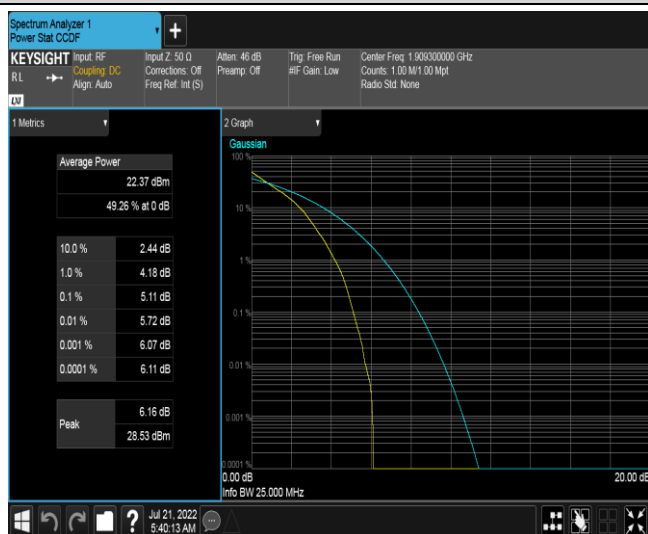 Spectrum Analyzer 1
Power Stat CCDF
+
KEYSIGHT
RL
LXI
Input: RF
Coupling: DC
Align: Auto
Input Z: 50 Ω
Corrections: Off
Freq Ref: Int (S)
Atten: 46 dB
Preamp: Off
Trig: Free Run
#IF Gain: Low
Center Freq: 1.909300000 GHz
Counts: 1.00 M/1.00 Mpt
Radio Std: None
1 Metrics
Average Power
22.37 dBm
49.26 % at 0 dB
10.0 % 2.44 dB
1.0 % 4.18 dB
0.1 % 5.11 dB
0.01 % 5.72 dB
0.001 % 6.07 dB
0.0001 % 6.11 dB
Peak
6.16 dB
28.53 dBm
2 Graph
Gaussian
100 %
10 %
1 %
0.1 %
0.01 %
0.001 %
0.0001 %
0.00 dB
20.00 dB
Info BW 25.000 MHz
?
Jul 21, 2022
5:40:13 AM